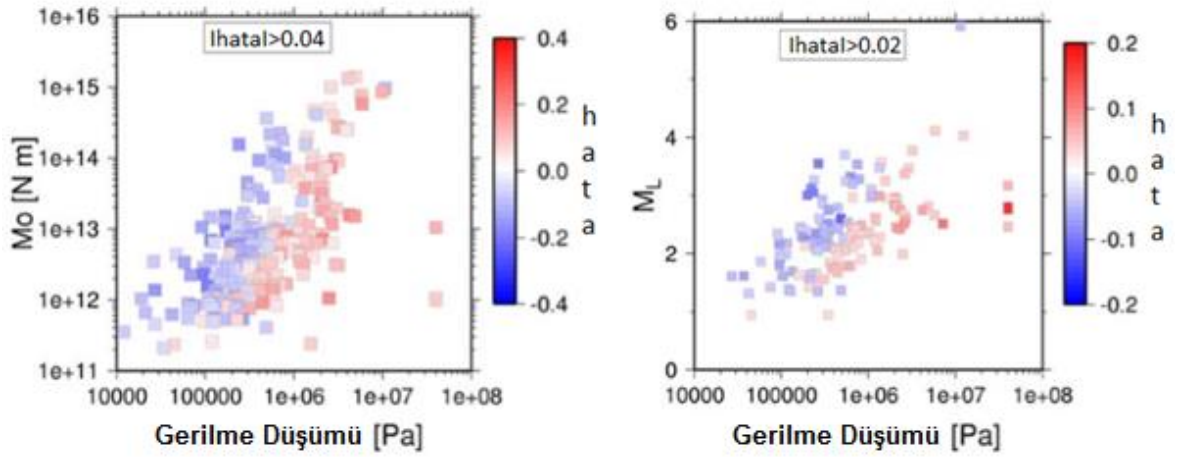 |hata|>0.04
1e+16
1e+15
1e+14
1e+13
1e+12
1e+11
Mo [N m]
10000 100000 1e+06 1e+07 1e+08
Gerilme Düşümü [Pa]
0.4
0.2
0.0
-0.2
-0.4
h
a
t
a
|hata|>0.02
6
4
2
0
M_L
10000 100000 1e+06 1e+07 1e+08
Gerilme Düşümü [Pa]
0.2
0.1
0.0
-0.1
-0.2
h
a
t
a